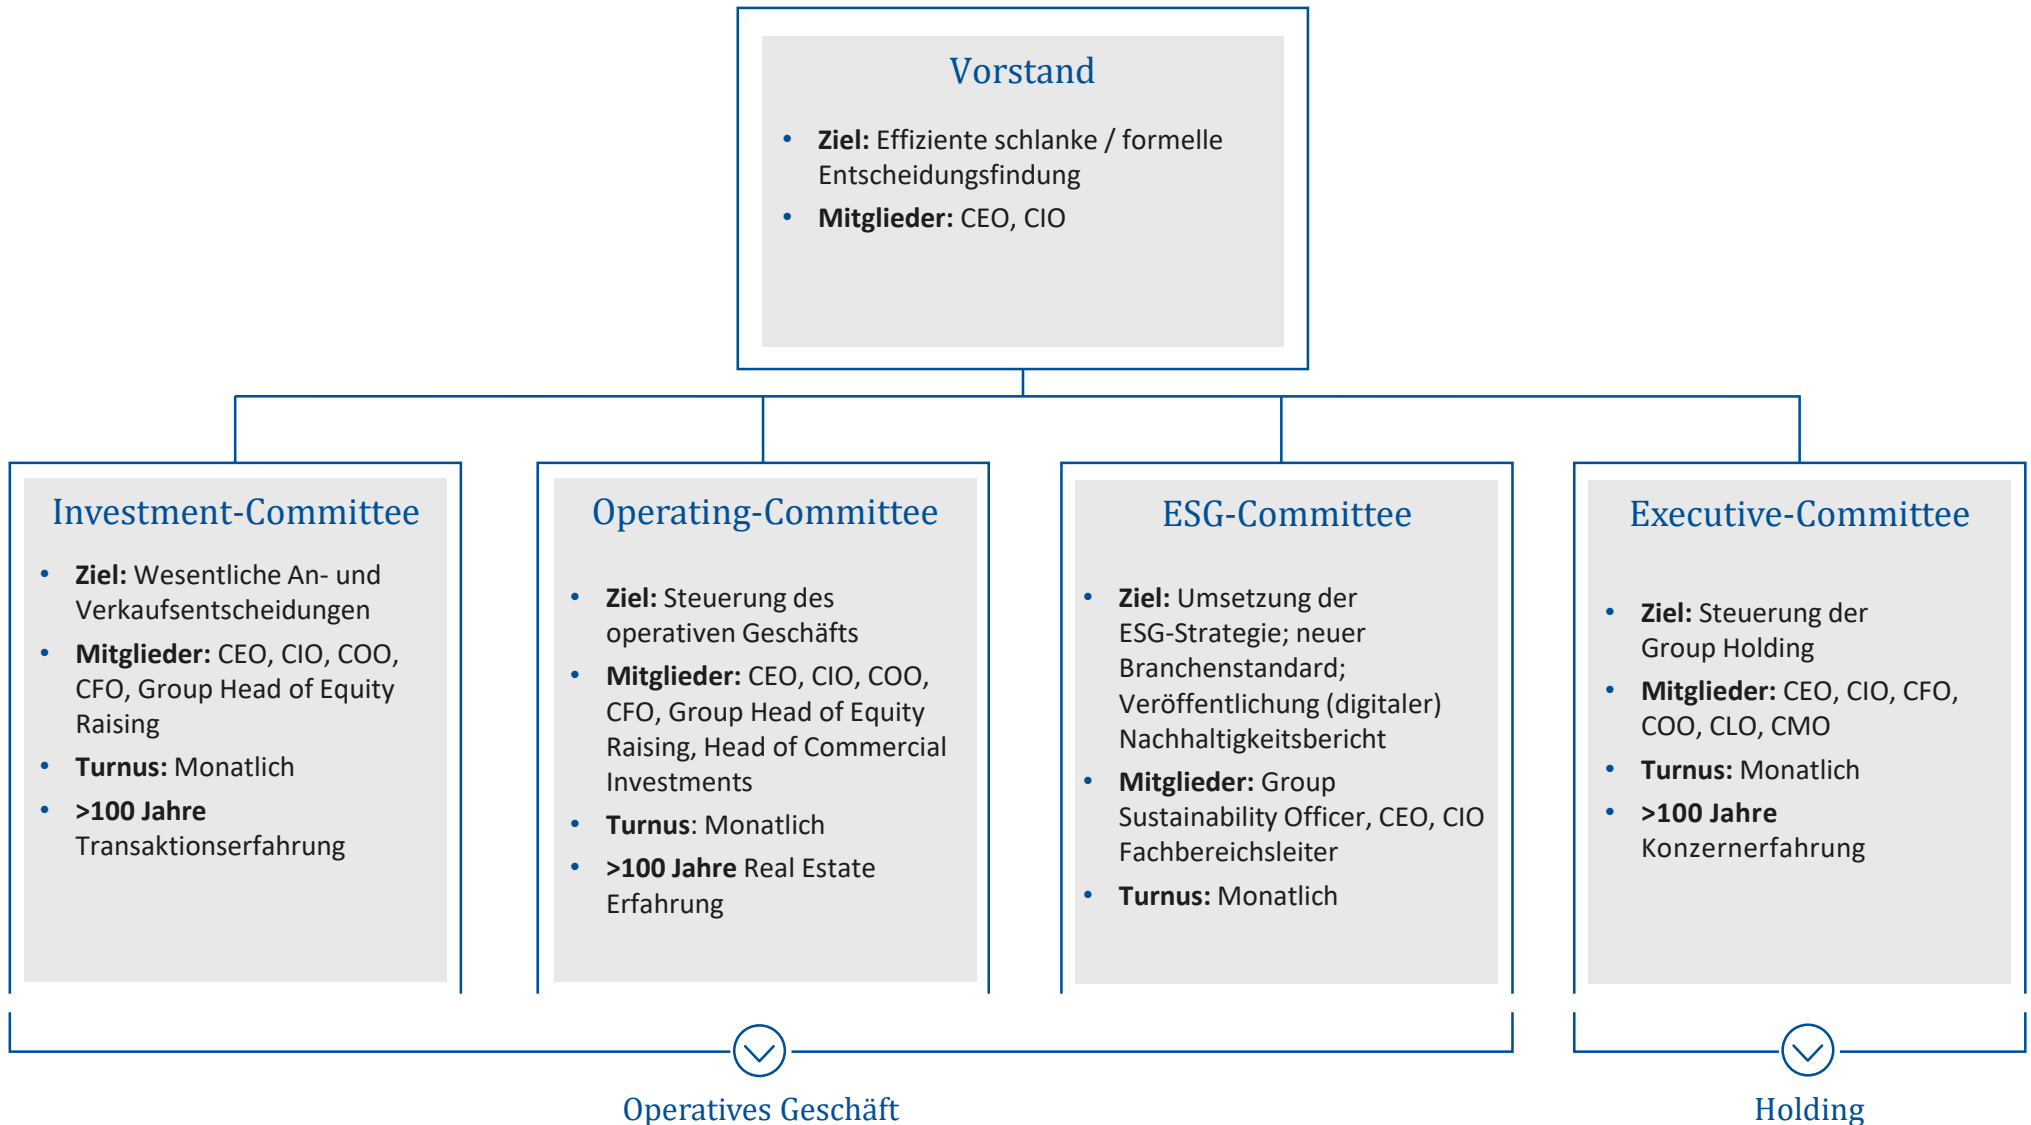 Vorstand
• Ziel: Effiziente schlanke / formelle
Entscheidungsfindung
• Mitglieder: CEO, CIO
Investment-Committee
• Ziel: Wesentliche An- und
Verkaufsentscheidungen
• Mitglieder: CEO, CIO, COO,
CFO, Group Head of Equity
Raising
• Turnus: Monatlich
• >100 Jahre
Transaktionserfahrung
Operating-Committee
• Ziel: Steuerung des
operativen Geschäfts
• Mitglieder: CEO, CIO, COO,
CFO, Group Head of Equity
Raising, Head of Commercial
Investments
• Turnus: Monatlich
• >100 Jahre Real Estate
Erfahrung
ESG-Committee
• Ziel: Umsetzung der
ESG-Strategie; neuer
Branchenstandard;
Veröffentlichung (digitaler)
Nachhaltigkeitsbericht
• Mitglieder: Group
Sustainability Officer, CEO, CIO
Fachbereichsleiter
• Turnus: Monatlich
Executive-Committee
• Ziel: Steuerung der
Group Holding
• Mitglieder: CEO, CIO, CFO,
COO, CLO, CMO
• Turnus: Monatlich
• >100 Jahre
Konzernerfahrung
Operatives Geschäft
Holding